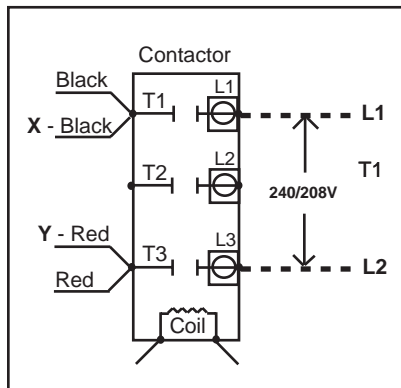 Contactor
Black
T1
L1
L1
X - Black
T2
L2
T1
240/208V
Y - Red
T3
L3
L2
Red
Coil